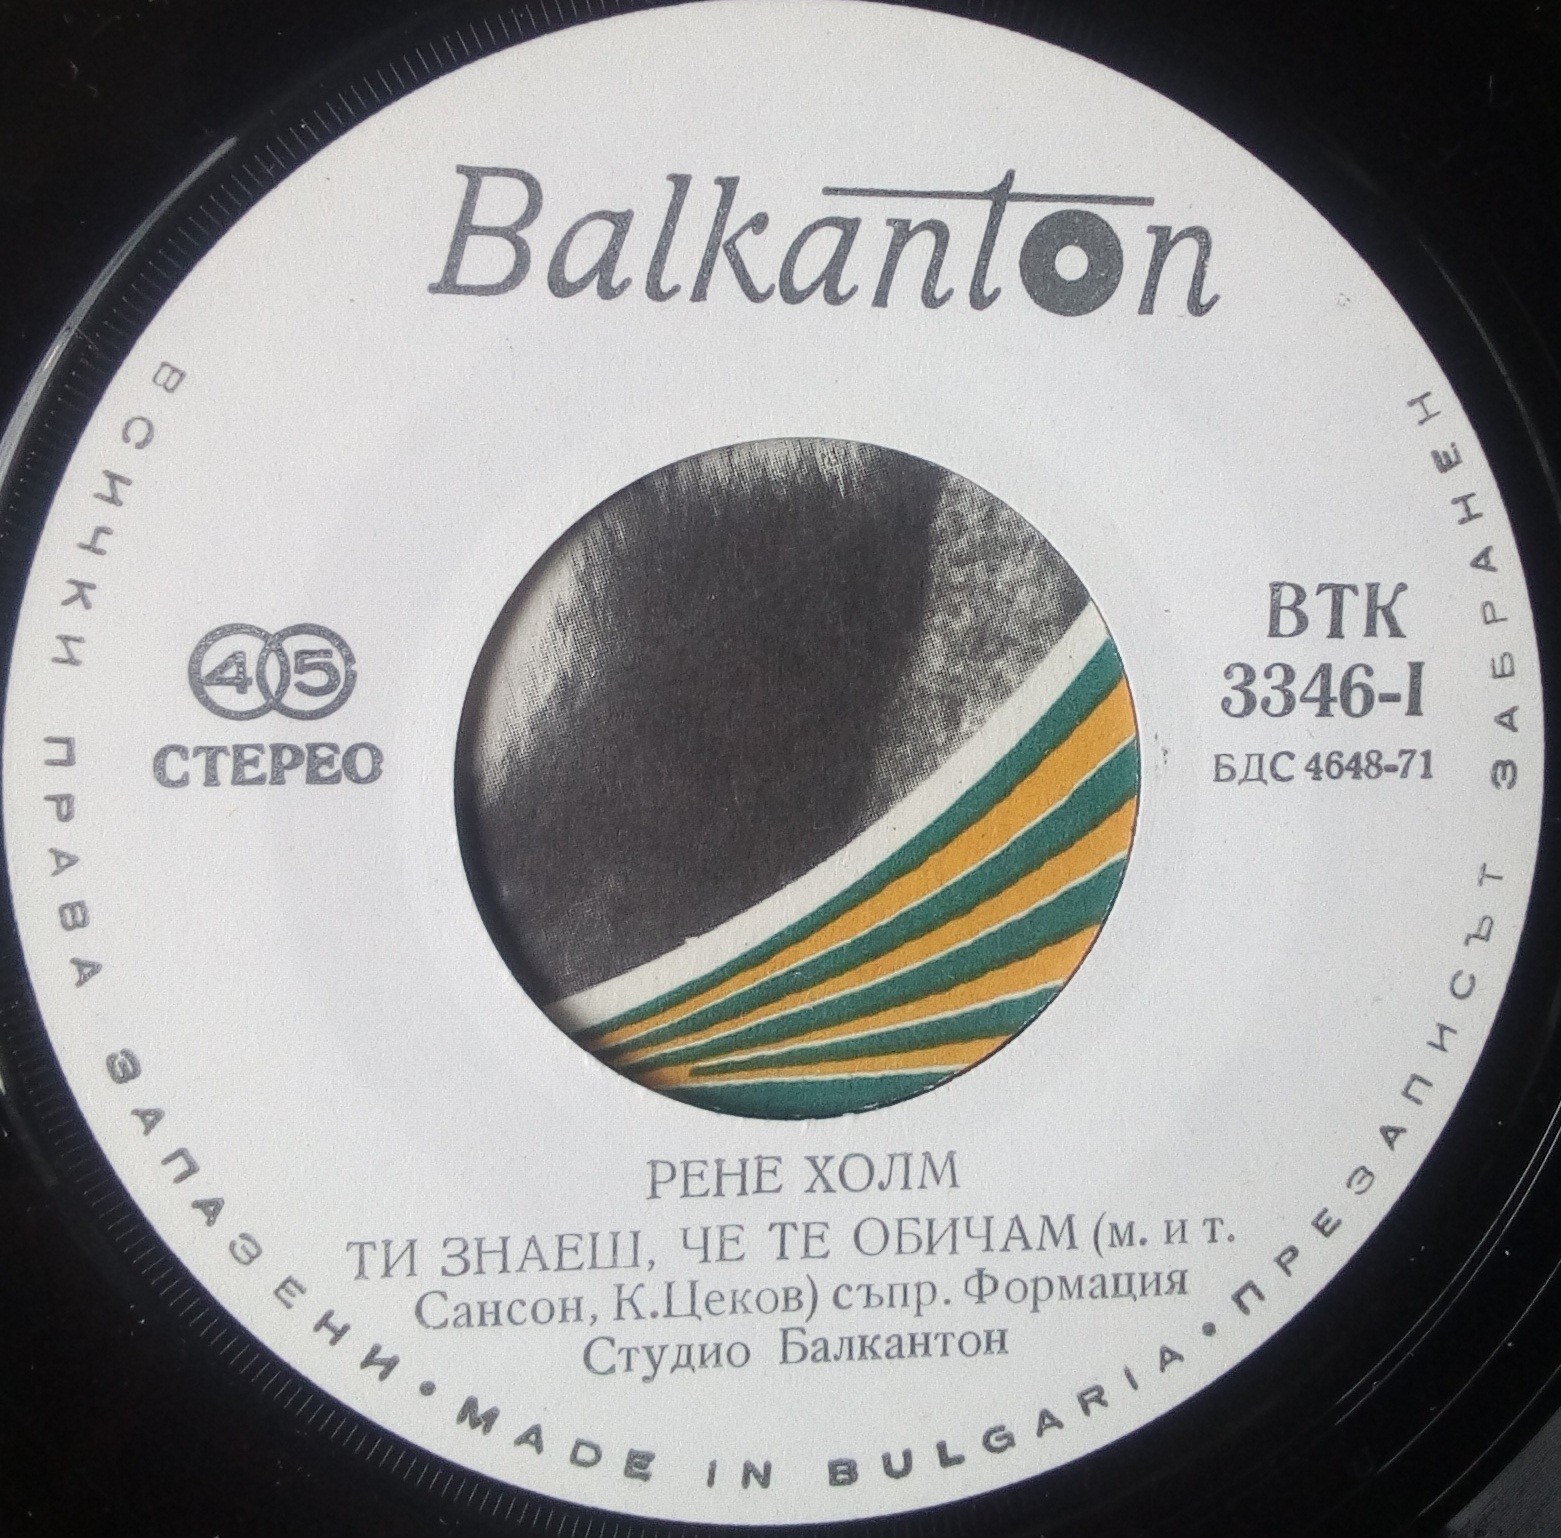 Balkanton
45
СТЕРЕО
ВТК
3346-I
БДС 4648-71
РЕНЕ ХОЛМ
ТИ ЗНАЕШ, ЧЕ ТЕ ОБИЧАМ (м. и т.
Сансон, К.Цеков) съпр. Формация
Студио Балкантон
ВСИЧКИ ПРАВА ЗАПАЗЕНИ • MADE IN BULGARIA • ПРЕЗАПИСЪТ ЗАБРАНЕН